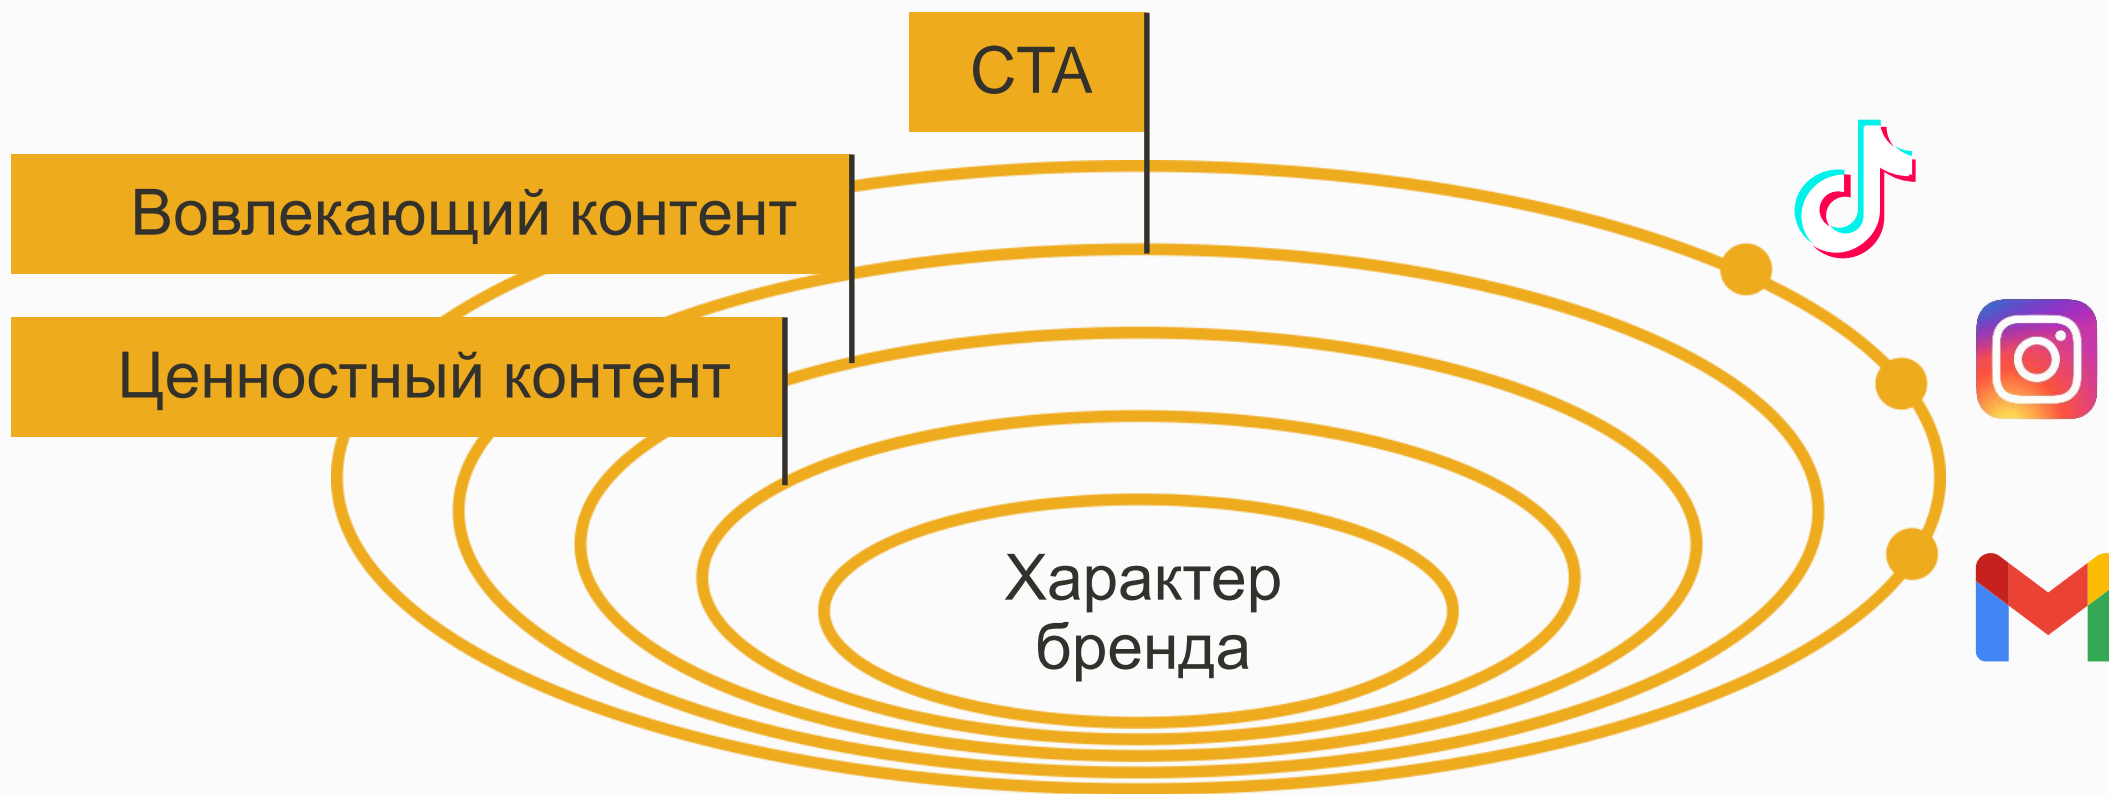 CTA
Вовлекающий контент
Ценностный контент
Характер
бренда